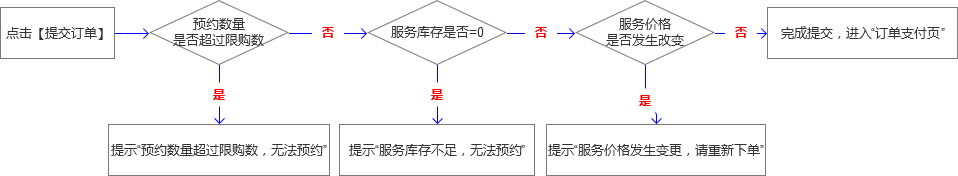 点击【提交订单】
预约数量
是否超过限购数
否
服务库存是否=0
否
服务价格
是否发生改变
否
完成提交，进入“订单支付页”
是
是
是
提示“预约数量超过限购数，无法预约”
提示“服务库存不足，无法预约”
提示“服务价格发生变更，请重新下单”